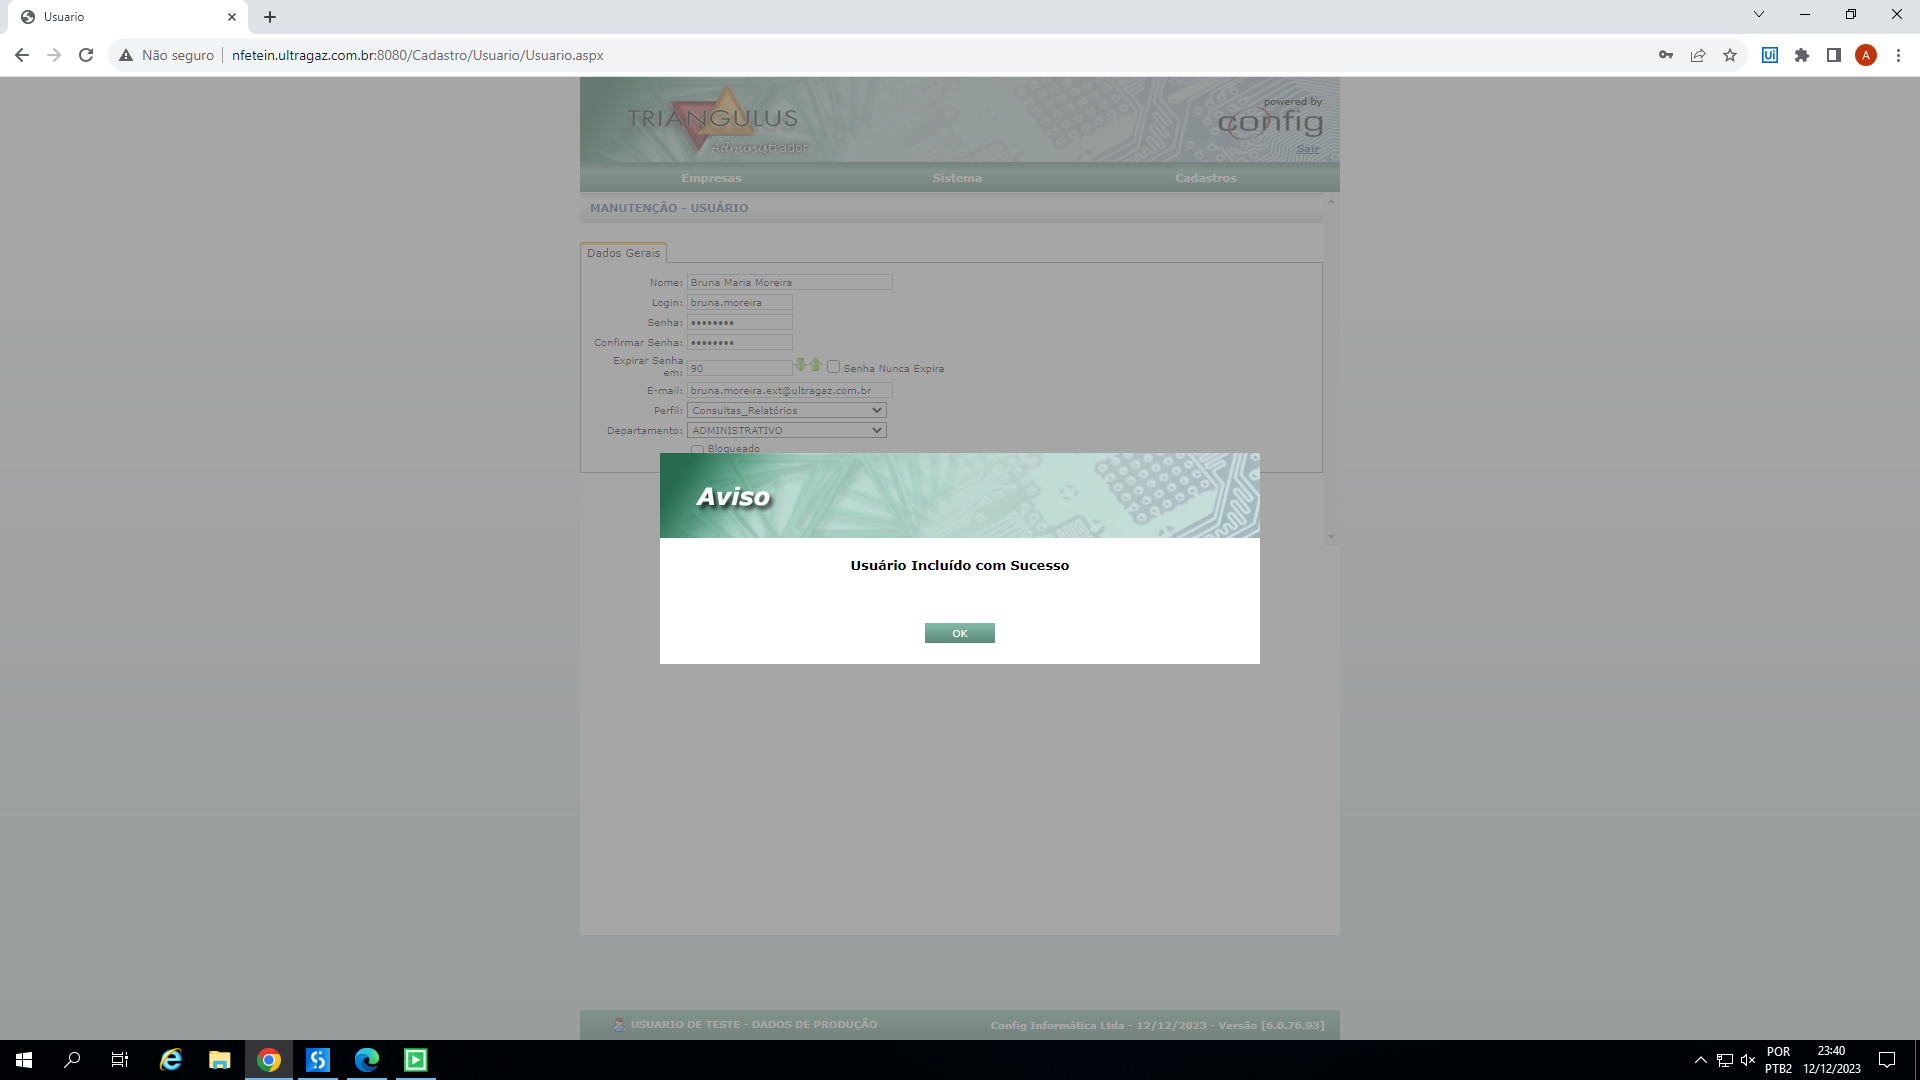 Usuario
Não seguro
nfetein.ultragaz.com.br:8080/Cadastro/Usuario/Usuario.aspx
Ui
A
TRIANGULUS
Administrador
powered by
config
Sair
Empresas
Sistema
Cadastros
MANUTENÇÃO - USUÁRIO
Dados Gerais
Nome: Bruna Maria Moreira
Login: bruna.moreira
Senha: ••••••••
Confirmar Senha: ••••••••
Expirar Senha
em: 90 Senha Nunca Expira
E-mail: bruna.moreira.ext@ultragaz.com.br
Perfil: Consultas_Relatórios
Departamento: ADMINISTRATIVO
Bloqueado
Aviso
Usuário Incluído com Sucesso
OK
USUARIO DE TESTE - DADOS DE PRODUÇÃO
Config Informática Ltda - 12/12/2023 - Versão [6.0.76.93]
POR
PTB2
23:40
12/12/2023